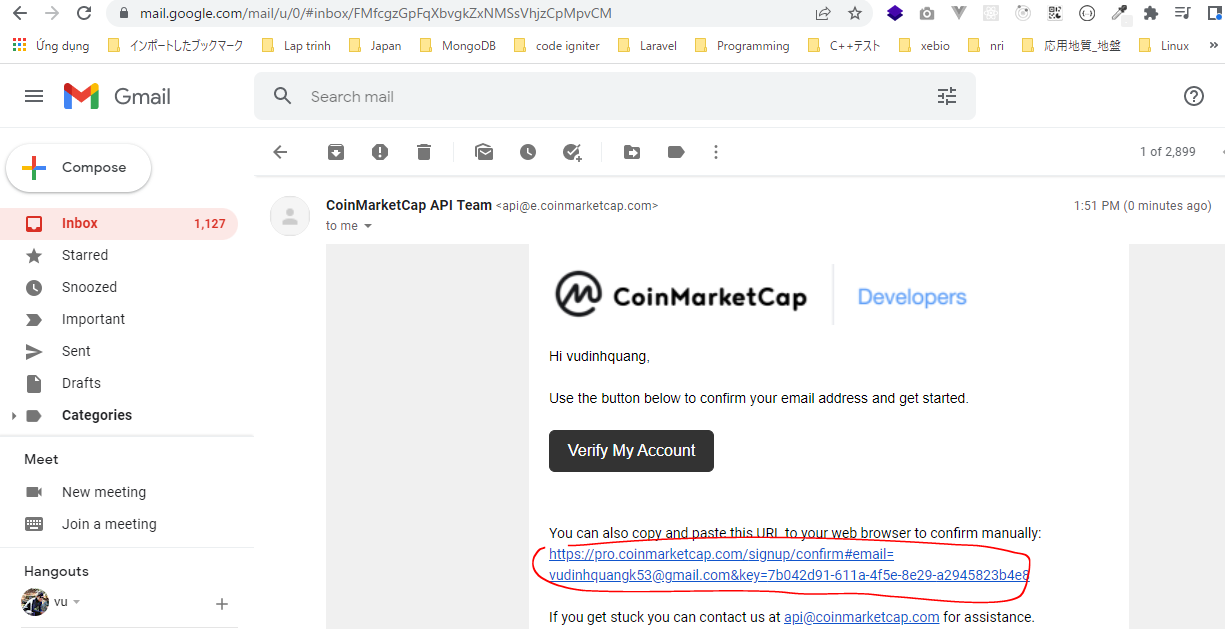 mail.google.com/mail/u/0/#inbox/FMfcgzGpFqXbvgkZxNMSsVhjzCpMpvCM
Ứng dụng インポートしたブックマーク Lap trinh Japan MongoDB code igniter Laravel Programming C++テスト xebio nri 応用地質_地盤 Linux »
Gmail
Search mail
Compose
1 of 2,899
Inbox 1,127
Starred
Snoozed
Important
Sent
Drafts
Categories
Meet
New meeting
Join a meeting
Hangouts
vu
CoinMarketCap API Team <api@e.coinmarketcap.com>
1:51 PM (0 minutes ago)
to me
CoinMarketCap Developers
Hi vudinhquang,
Use the button below to confirm your email address and get started.
Verify My Account
You can also copy and paste this URL to your web browser to confirm manually:
https://pro.coinmarketcap.com/signup/confirm#email=
vudinhquangk53@gmail.com&key=7b042d91-611a-4f5e-8e29-a2945823b4e8
If you get stuck you can contact us at api@coinmarketcap.com for assistance.